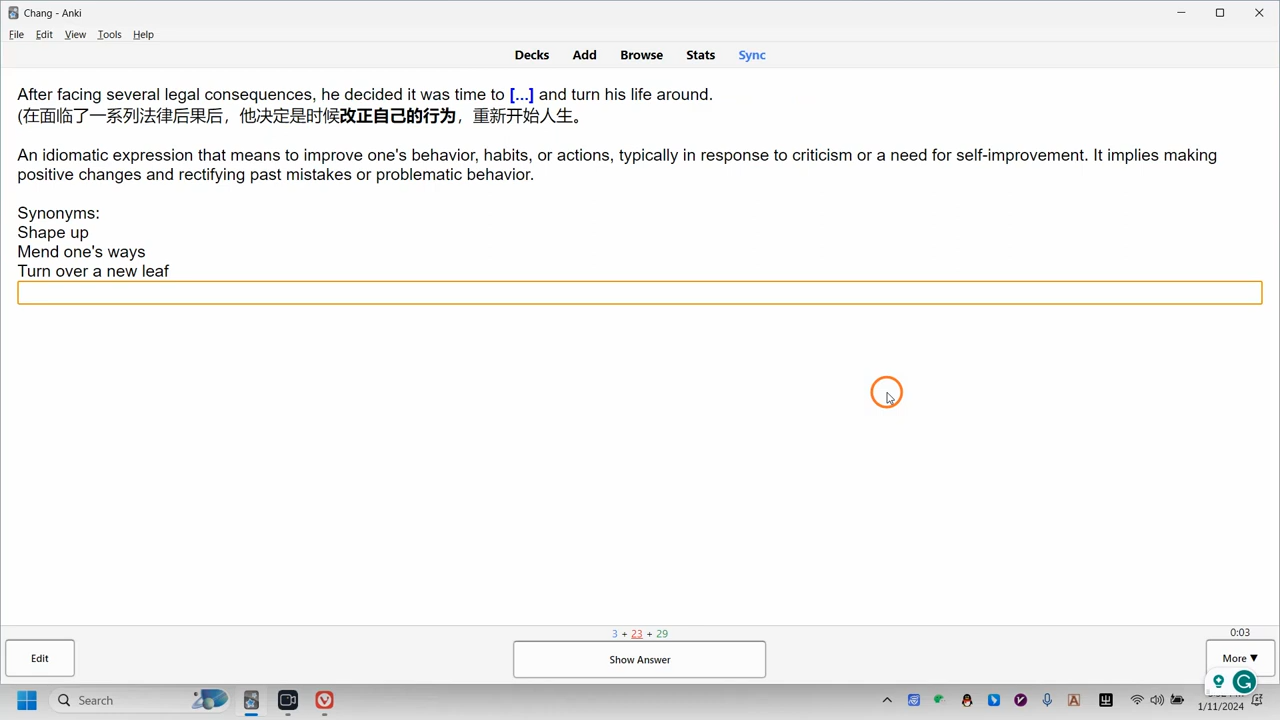 Chang - Anki
File Edit View Tools Help
Decks Add Browse Stats Sync
After facing several legal consequences, he decided it was time to [...] and turn his life around.
(在面临了一系列法律后果后，他决定是时候改正自己的行为，重新开始人生。
An idiomatic expression that means to improve one's behavior, habits, or actions, typically in response to criticism or a need for self-improvement. It implies making
positive changes and rectifying past mistakes or problematic behavior.
Synonyms:
Shape up
Mend one's ways
Turn over a new leaf
3 + 23 + 29
0:03
Edit
Show Answer
More ▼
Search
1/11/2024